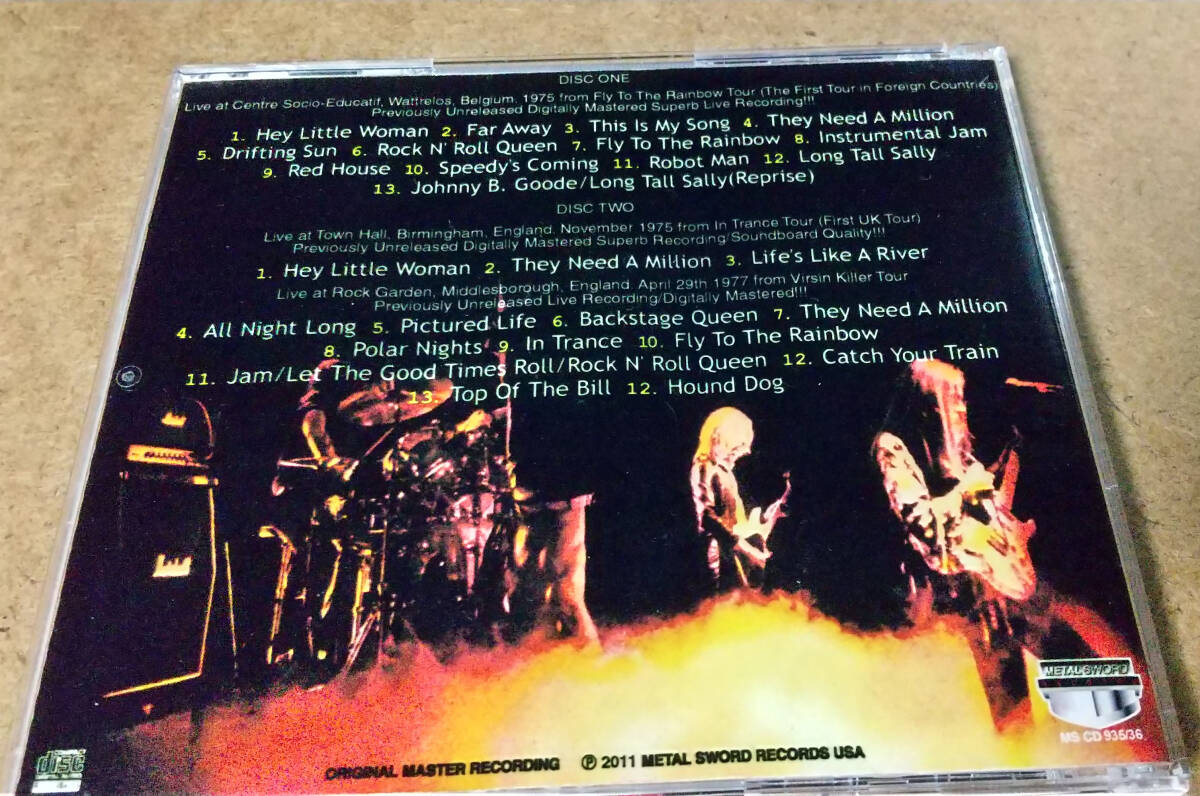 DISC ONE
Live at Centre Socio-Educatif, Wattrelos, Belgium, 1975 from Fly To The Rainbow Tour (The First Tour in Foreign Countries)
Previously Unreleased Digitally Mastered Superb Live Recording!!!
1. Hey Little Woman 2. Far Away 3. This Is My Song 4. They Need A Million
5. Drifting Sun 6. Rock N' Roll Queen 7. Fly To The Rainbow 8. Instrumental Jam
9. Red House 10. Speedy's Coming 11. Robot Man 12. Long Tall Sally
13. Johnny B. Goode/Long Tall Sally(Reprise)
DISC TWO
Live at Town Hall, Birmingham, England, November 1975 from In Trance Tour (First UK Tour)
Previously Unreleased Digitally Mastered Superb Recording/Soundboard Quality!!!
1. Hey Little Woman 2. They Need A Million 3. Life's Like A River
Live at Rock Garden, Middlesborough, England. April 29th 1977 from Virsin Killer Tour
Previously Unreleased Live Recording/Digitally Mastered!!!
4. All Night Long 5. Pictured Life 6. Backstage Queen 7. They Need A Million
8. Polar Nights 9. In Trance 10. Fly To The Rainbow
11. Jam/Let The Good Times Roll/Rock N' Roll Queen 12. Catch Your Train
13. Top Of The Bill 12. Hound Dog
METAL SWORD
MS CD 935/36
disc
ORIGINAL MASTER RECORDING ℗ 2011 METAL SWORD RECORDS USA